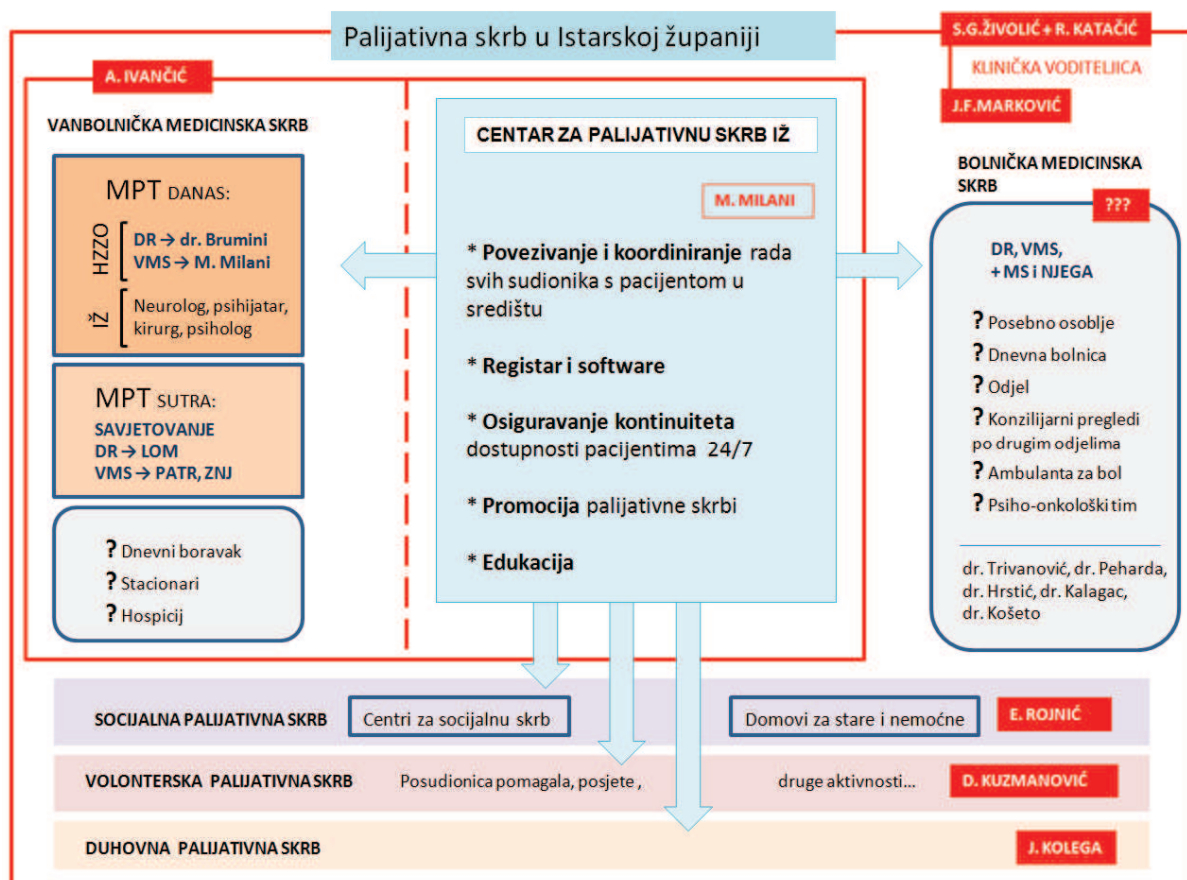 Palijativna skrb u Istarskoj županiji
S.G.ŽIVOLIĆ + R. KATAČIĆ
KLINIČKA VODITELJICA
J.F.MARKOVIĆ
A. IVANČIĆ
VANBOLNIČKA MEDICINSKA SKRB
MPT DANAS:
HZZO
DR → dr. Brumini
VMS → M. Milani
IŽ
Neurolog, psihijatar,
kirurg, psiholog
MPT SUTRA:
SAVJETOVANJE
DR → LOM
VMS → PATR, ZNJ
? Dnevni boravak
? Stacionari
? Hospicij
CENTAR ZA PALIJATIVNU SKRB IŽ
M. MILANI
* Povezivanje i koordiniranje rada
svih sudionika s pacijentom u
središtu
* Registar i software
* Osiguravanje kontinuiteta
dostupnosti pacijentima 24/7
* Promocija palijativne skrbi
* Edukacija
BOLNIČKA MEDICINSKA
SKRB
???
DR, VMS,
+ MS i NJEGA
? Posebno osoblje
? Dnevna bolnica
? Odjel
? Konzilijarni pregledi
po drugim odjelima
? Ambulanta za bol
? Psiho-onkološki tim
dr. Trivanović, dr. Peharda,
dr. Hrstić, dr. Kalagac,
dr. Košeto
SOCIJALNA PALIJATIVNA SKRB
Centri za socijalnu skrb
Domovi za stare i nemoćne
E. ROJNIĆ
VOLONTERSKA PALIJATIVNA SKRB
Posudionica pomagala, posjete ,
druge aktivnosti...
D. KUZMANOVIĆ
DUHOVNA PALIJATIVNA SKRB
J. KOLEGA